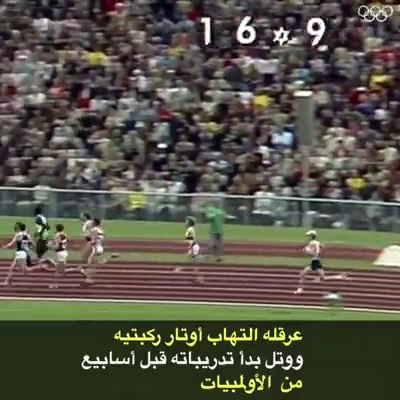 1 6 9
عرقله التهاب أوتار ركبتيه
ووتل بدأ تدريباته قبل أسابيع
من الأولمبيات